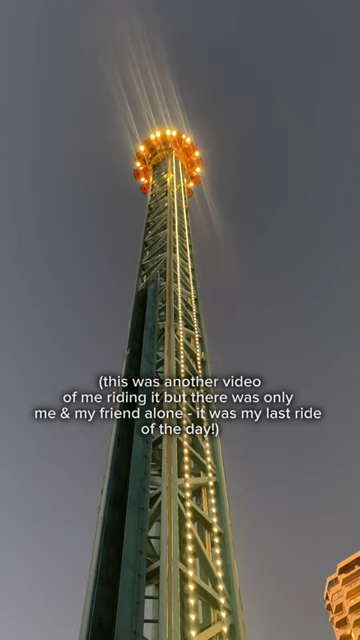 (this was another video
of me riding it but there was only
me & my friend alone - it was my last ride
of the day!)